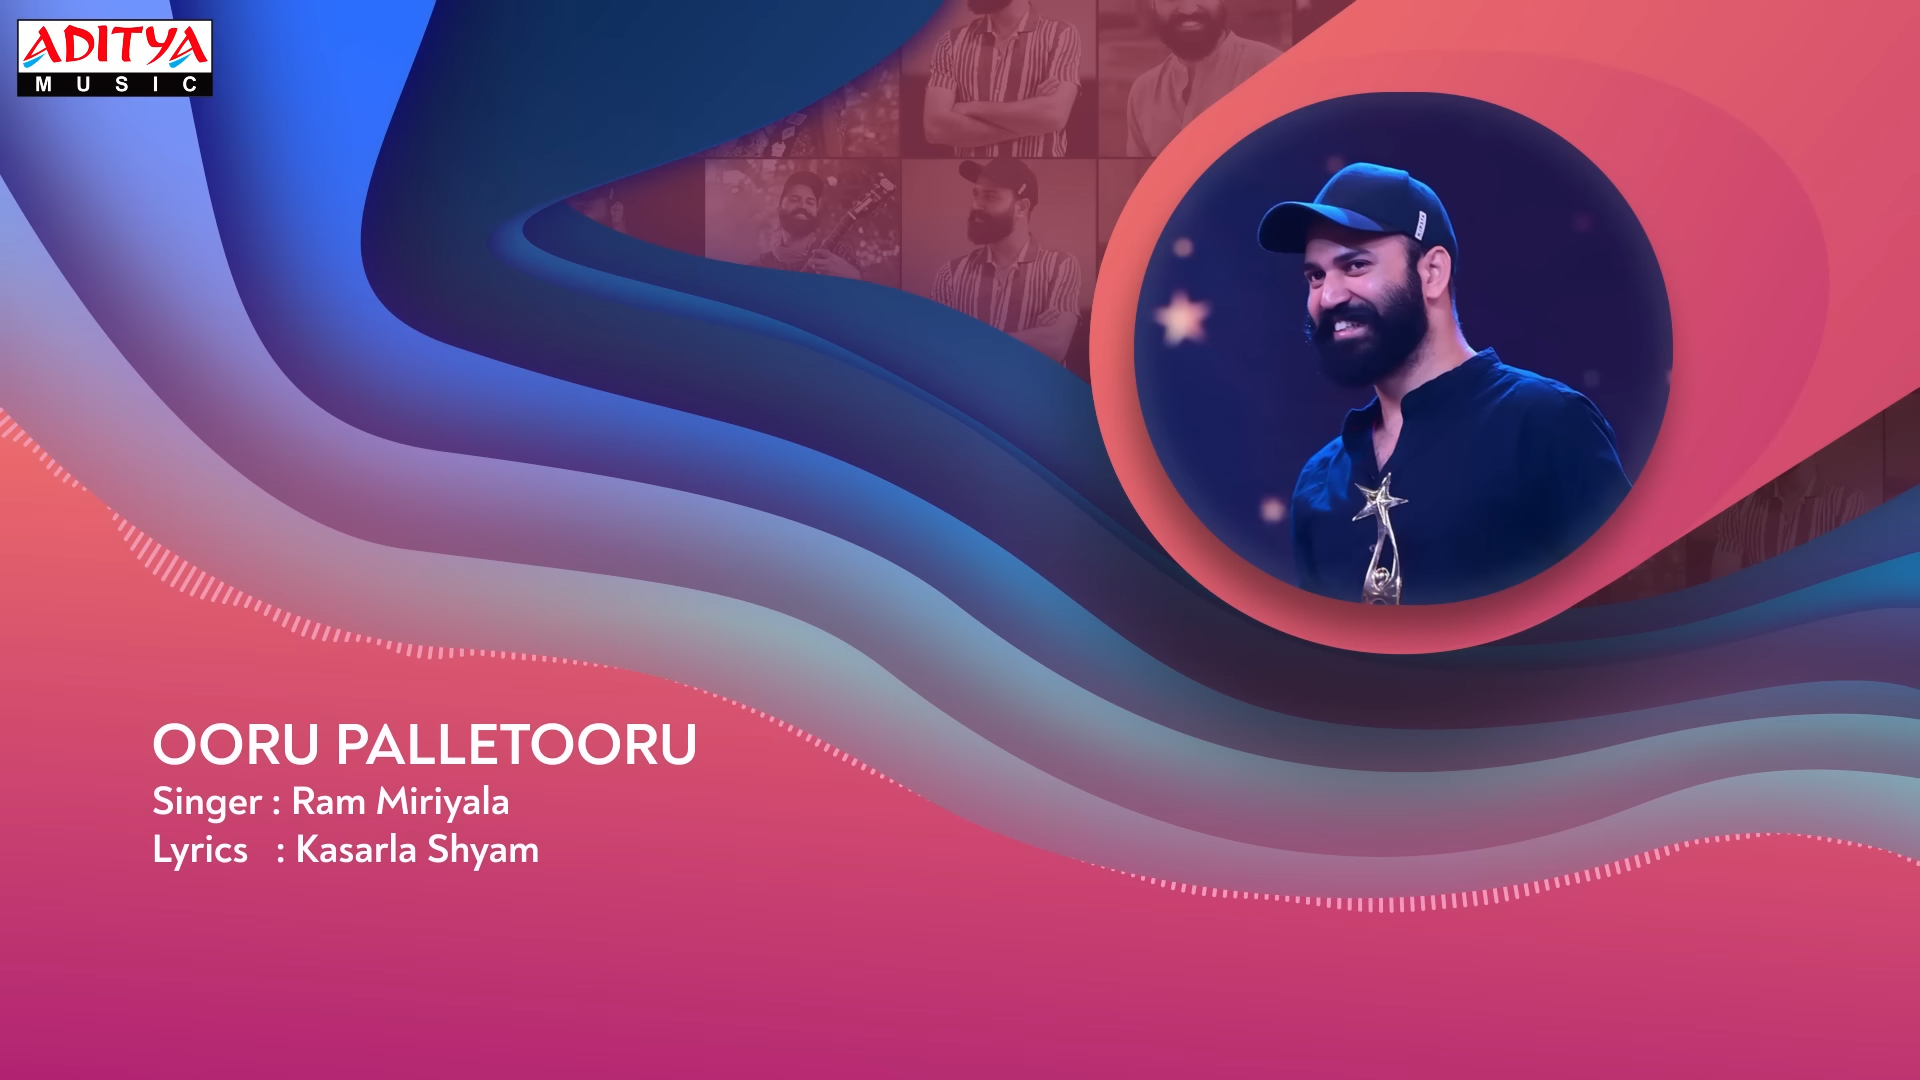 ADITYA
MUSIC
OORU PALLETOORU
Singer : Ram Miriyala
Lyrics : Kasarla Shyam